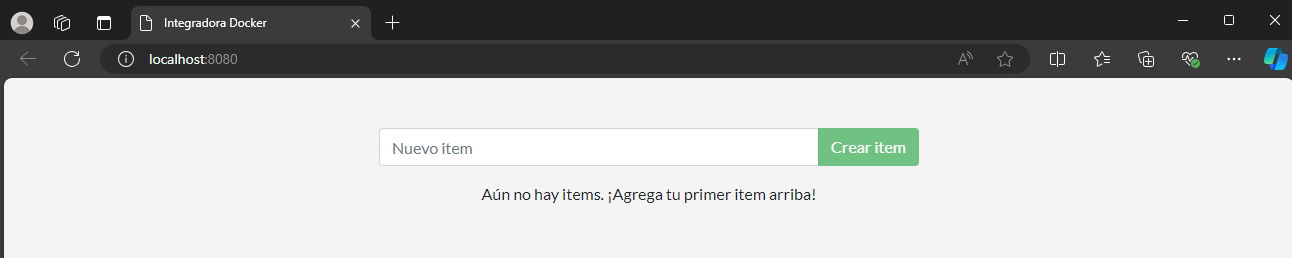 Integradora Docker
localhost:8080
Nuevo item
Crear item
Aún no hay items. ¡Agrega tu primer item arriba!